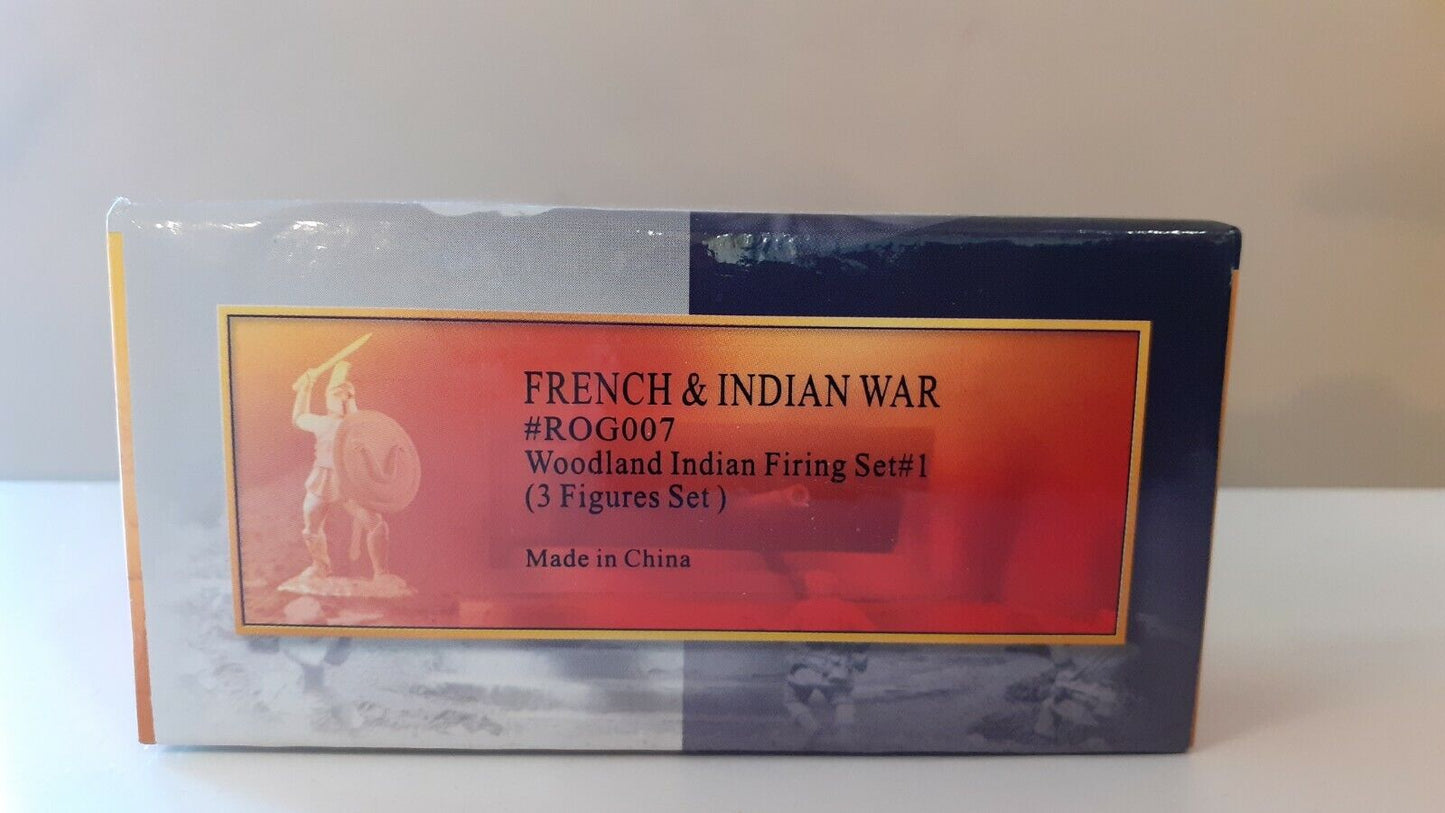 FRENCH & INDIAN WAR
#ROG007
Woodland Indian Firing Set#1
(3 Figures Set )
Made in China